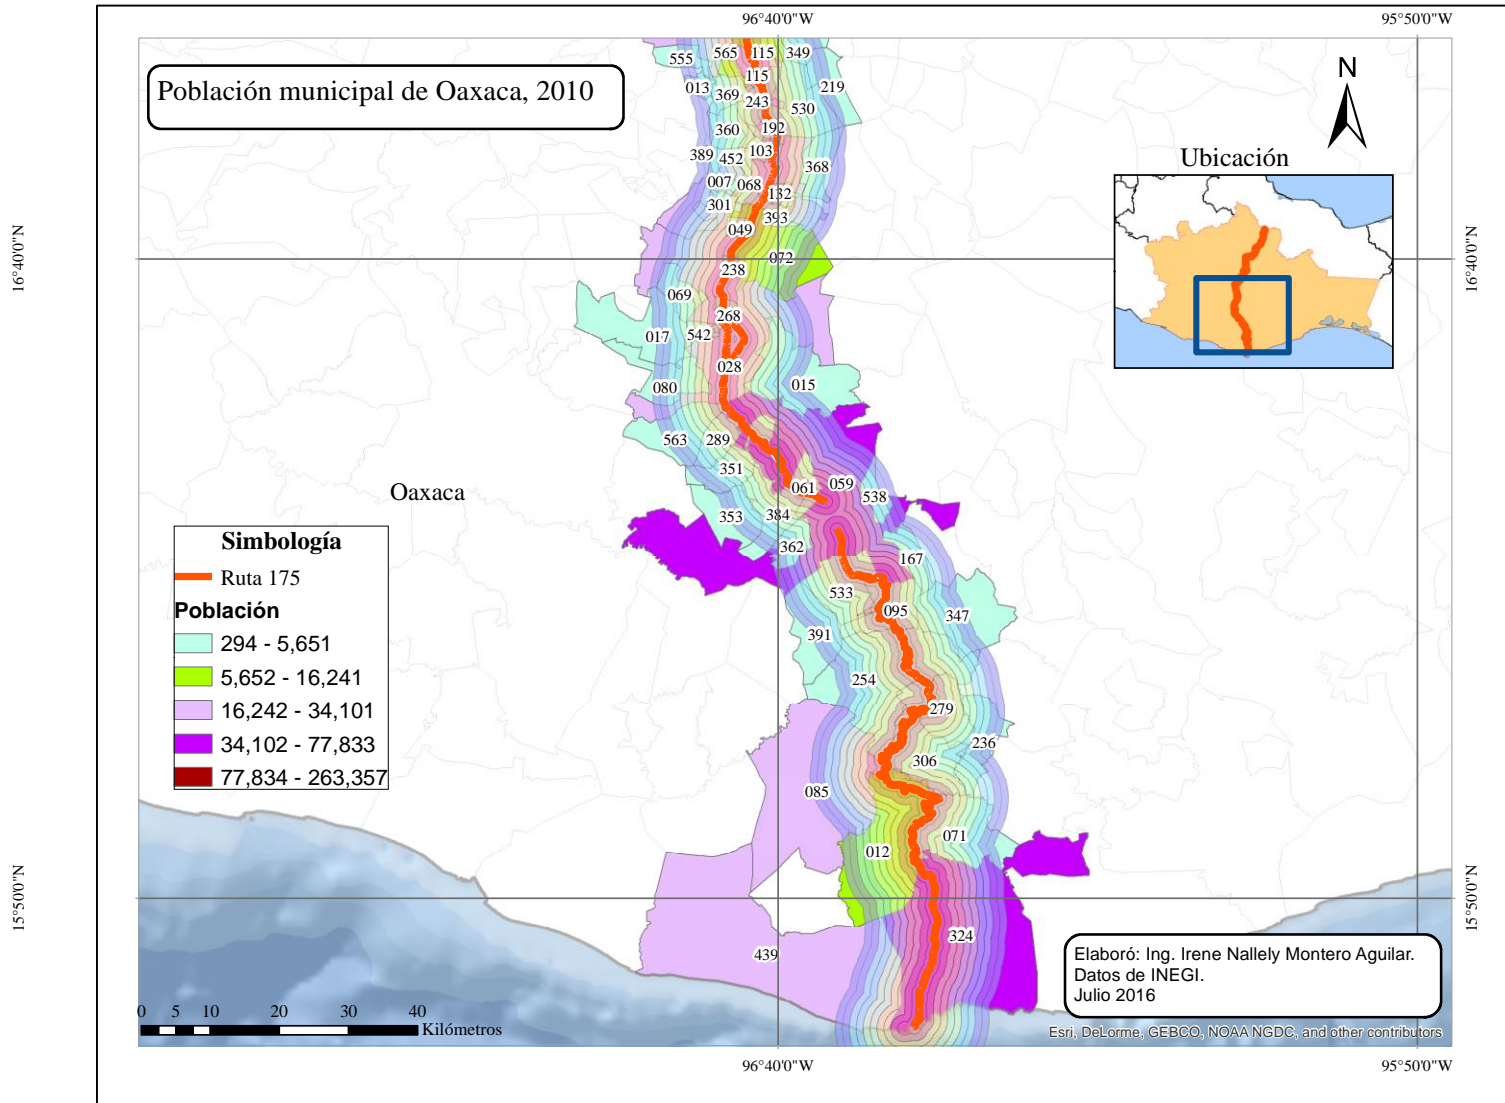 96°40'0"W
95°50'0"W
Población municipal de Oaxaca, 2010
N
Ubicación
16°40'0"N
16°40'0"N
555
565
115
349
013
369
115
243
219
530
360
192
389
452
103
368
007
068
132
301
393
049
072
238
069
268
017
542
028
080
015
563
289
351
061
059
538
353
384
362
167
533
095
347
391
254
279
236
306
085
071
012
324
439
Oaxaca
Simbología
Ruta 175
Población
294 - 5,651
5,652 - 16,241
16,242 - 34,101
34,102 - 77,833
77,834 - 263,357
15°50'0"N
15°50'0"N
Elaboró: Ing. Irene Nallely Montero Aguilar.
Datos de INEGI.
Julio 2016
0 5 10 20 30 40
Kilómetros
Esri, DeLorme, GEBCO, NOAA NGDC, and other contributors
96°40'0"W
95°50'0"W